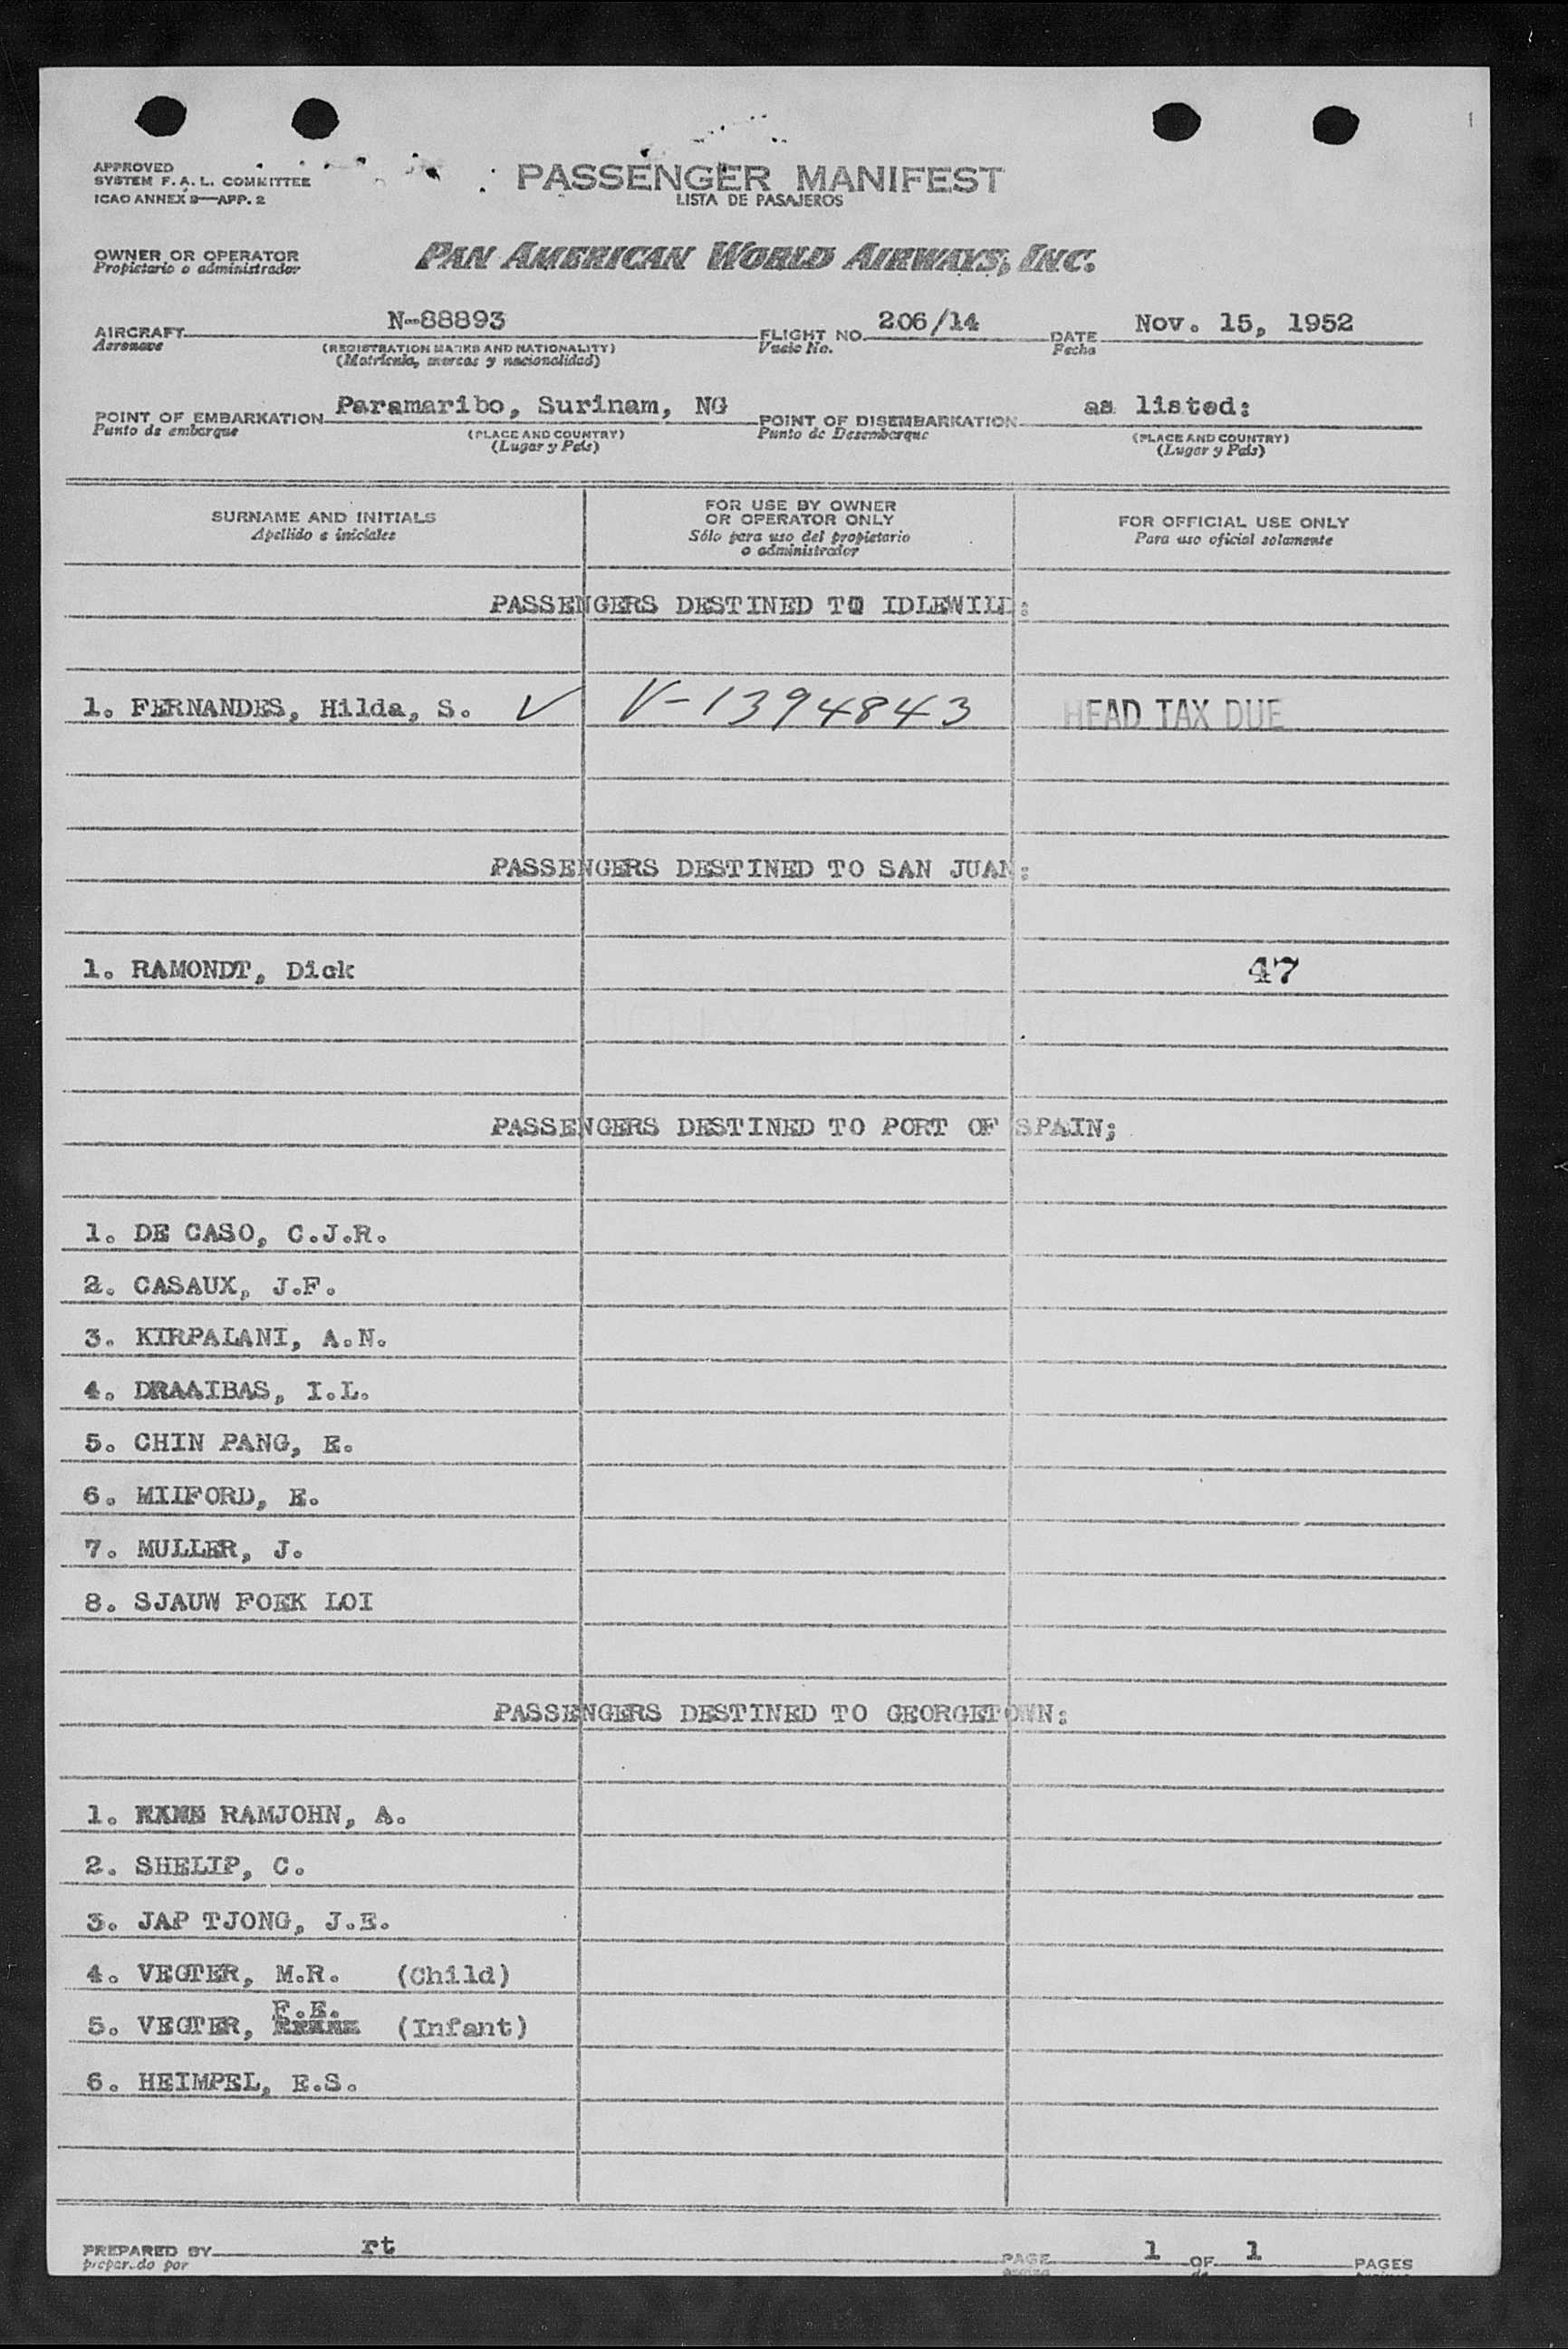 APPROVED
SYSTEM F. A. L. COMMITTEE
ICAO ANNEX 9—APP. 2
PASSENGER MANIFEST
LISTA DE PASAJEROS
OWNER OR OPERATOR
Propietario o administrador
PAN AMERICAN WORLD AIRWAYS, INC.
AIRCRAFT N-88893 FLIGHT NO. 206/14 DATE Nov. 15, 1952
Aeronave (REGISTRATION MARKS AND NATIONALITY) Vuelo No. Fecha
(Matrícula, marcas y nacionalidad)
POINT OF EMBARKATION Paramaribo, Surinam, NG POINT OF DISEMBARKATION as listed:
Punto de embarque (PLACE AND COUNTRY) Punto de Desembarque (PLACE AND COUNTRY)
(Lugar y País) (Lugar y País)
SURNAME AND INITIALS
Apellido e iniciales
FOR USE BY OWNER
OR OPERATOR ONLY
Sólo para uso del propietario
o administrador
FOR OFFICIAL USE ONLY
Para uso oficial solamente
PASSENGERS DESTINED TO IDLEWILD:
1. FERNANDES, Hilda, S. ✓ V-1394843 HEAD TAX DUE
PASSENGERS DESTINED TO SAN JUAN:
1. RAMONDT, Dick 47
PASSENGERS DESTINED TO PORT OF SPAIN;
1. DE CASO, C.J.R.
2. CASAUX, J.F.
3. KIRPALANI, A.N.
4. DRAAIBAS, I.L.
5. CHIN PANG, E.
6. MIIFORD, E.
7. MULLER, J.
8. SJAUW FOEK LOI
PASSENGERS DESTINED TO GEORGETOWN:
1. RAMJOHN, A.
2. SHELIP, C.
3. JAP TJONG, J.E.
4. VEGTER, M.R. (Child)
5. VEGTER, F.E. (Infant)
6. HEIMPEL, E.S.
PREPARED BY rt PAGE 1 OF 1 PAGES
preparado por